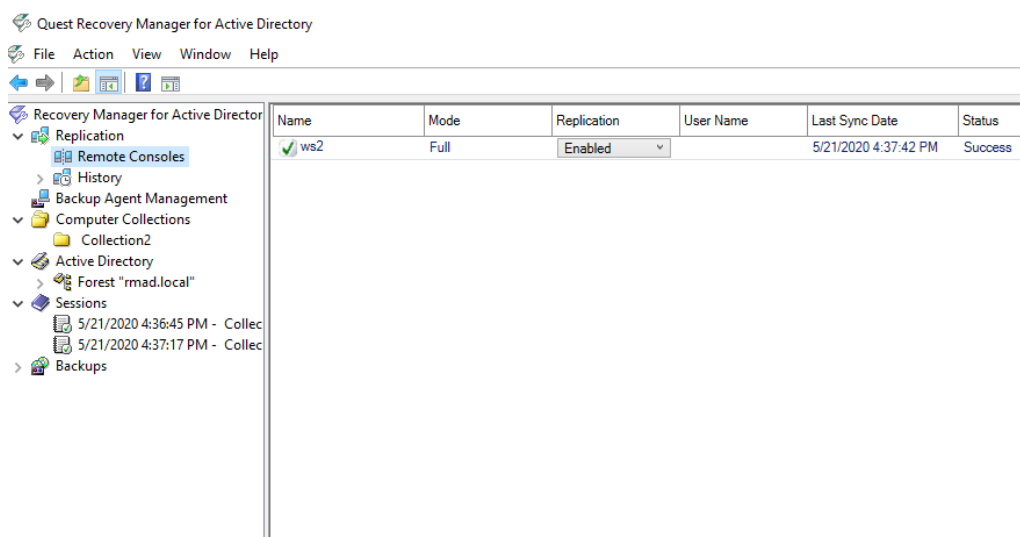 Quest Recovery Manager for Active Directory
File Action View Window Help
Recovery Manager for Active Director
Replication
Remote Consoles
History
Backup Agent Management
Computer Collections
Collection2
Active Directory
Forest "rmad.local"
Sessions
5/21/2020 4:36:45 PM - Collec
5/21/2020 4:37:17 PM - Collec
Backups
Name Mode Replication User Name Last Sync Date Status
ws2 Full Enabled 5/21/2020 4:37:42 PM Success